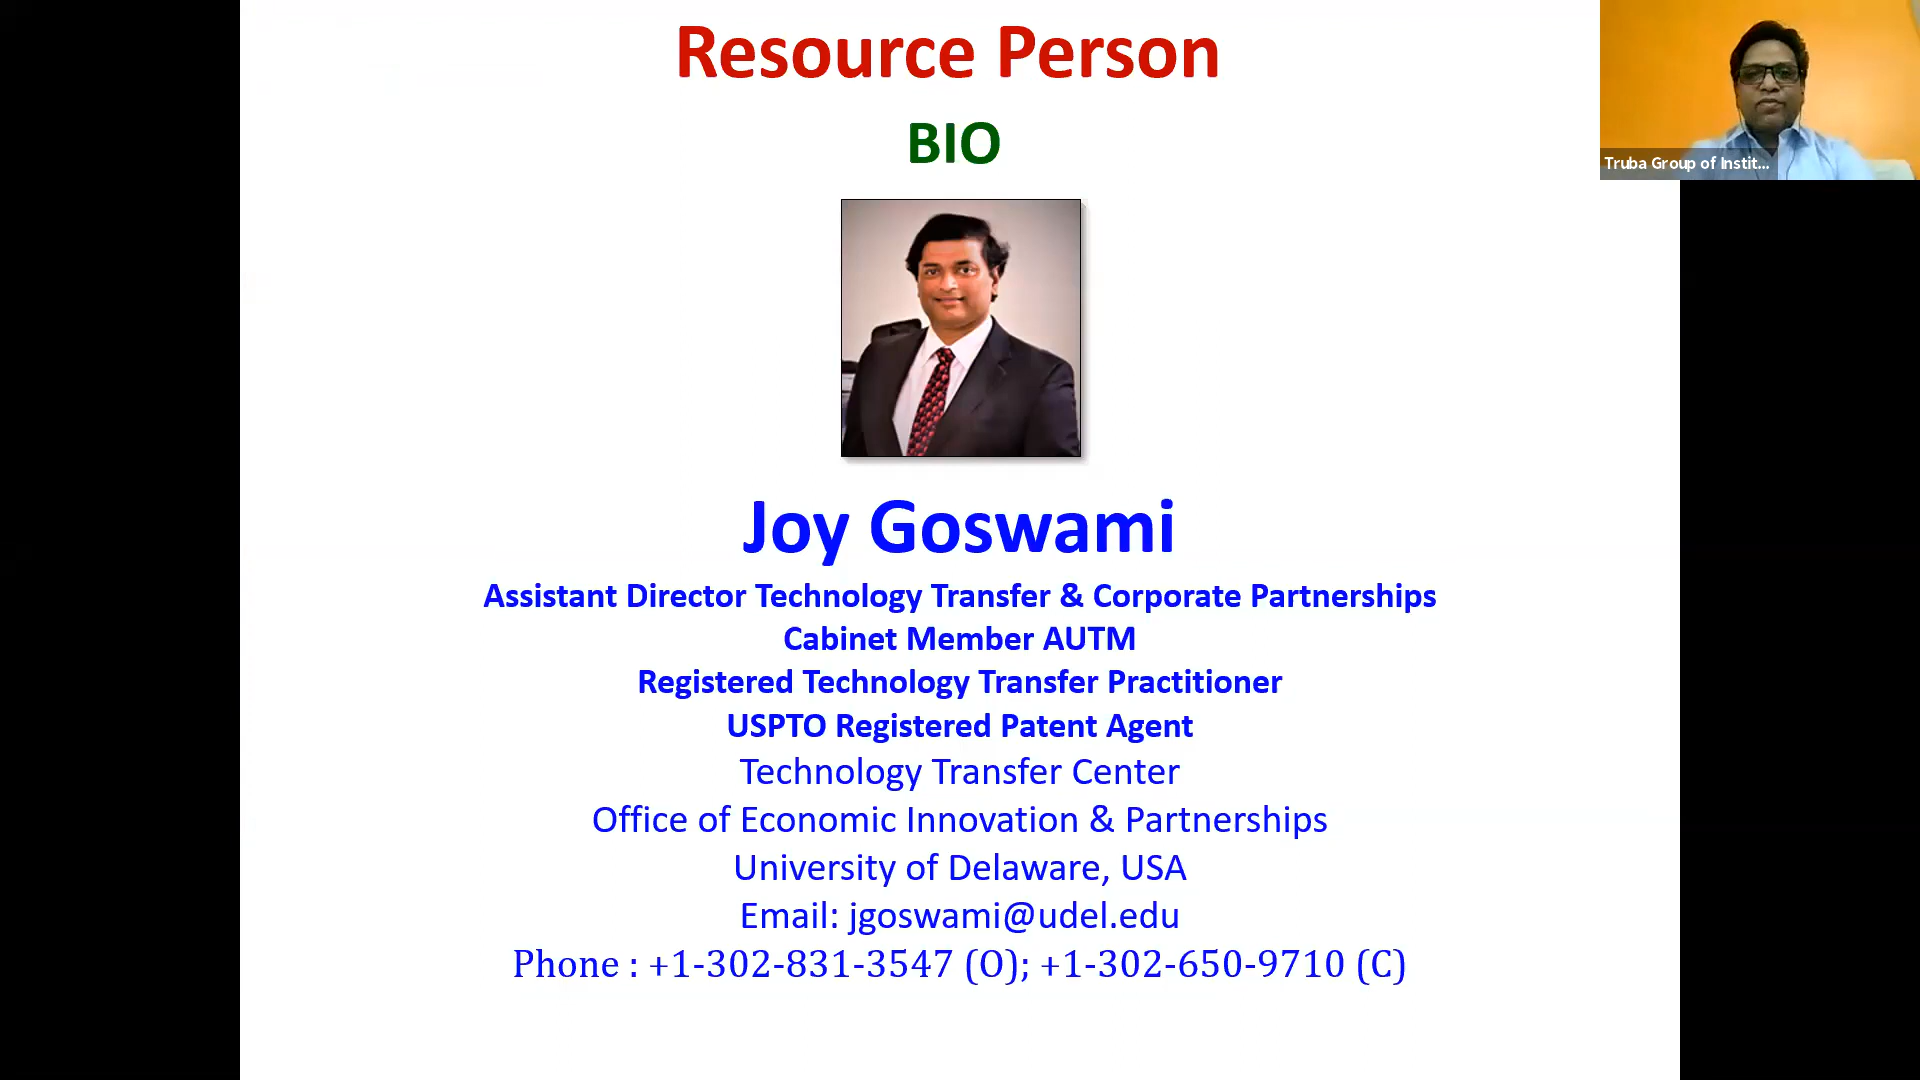 Resource Person
BIO
Truba Group of Instit...
Joy Goswami
Assistant Director Technology Transfer & Corporate Partnerships
Cabinet Member AUTM
Registered Technology Transfer Practitioner
USPTO Registered Patent Agent
Technology Transfer Center
Office of Economic Innovation & Partnerships
University of Delaware, USA
Email: jgoswami@udel.edu
Phone : +1-302-831-3547 (O); +1-302-650-9710 (C)